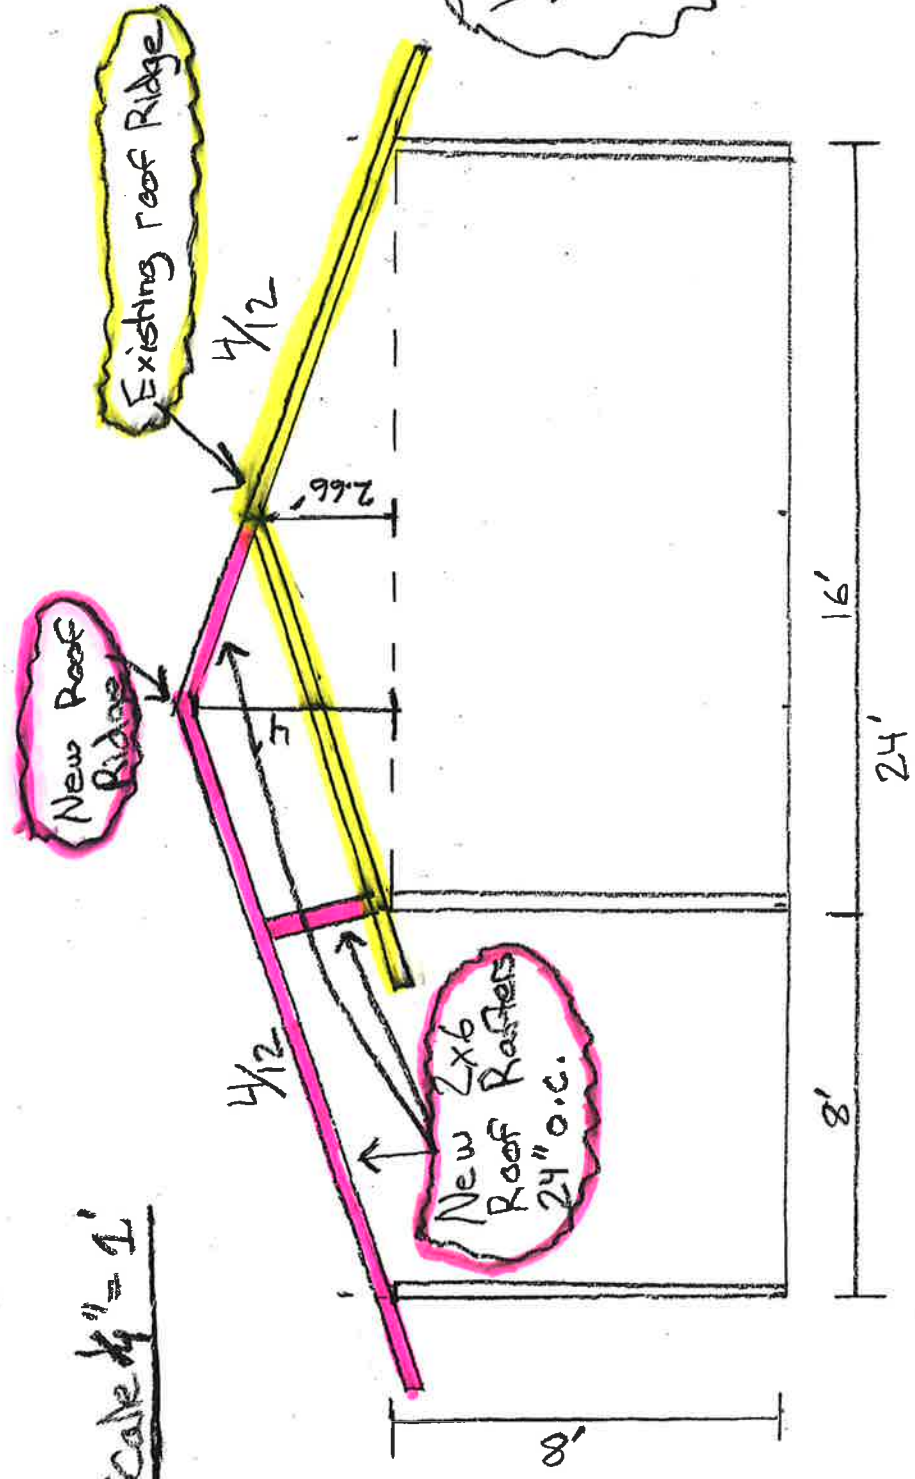 Scale ¼" = 1'
New Roof
Ridge
Existing roof Ridge
4/12
4/12
2.66'
4'
New 2x6
Roof Rafters
24" o.c.
8'
8'
16'
24'